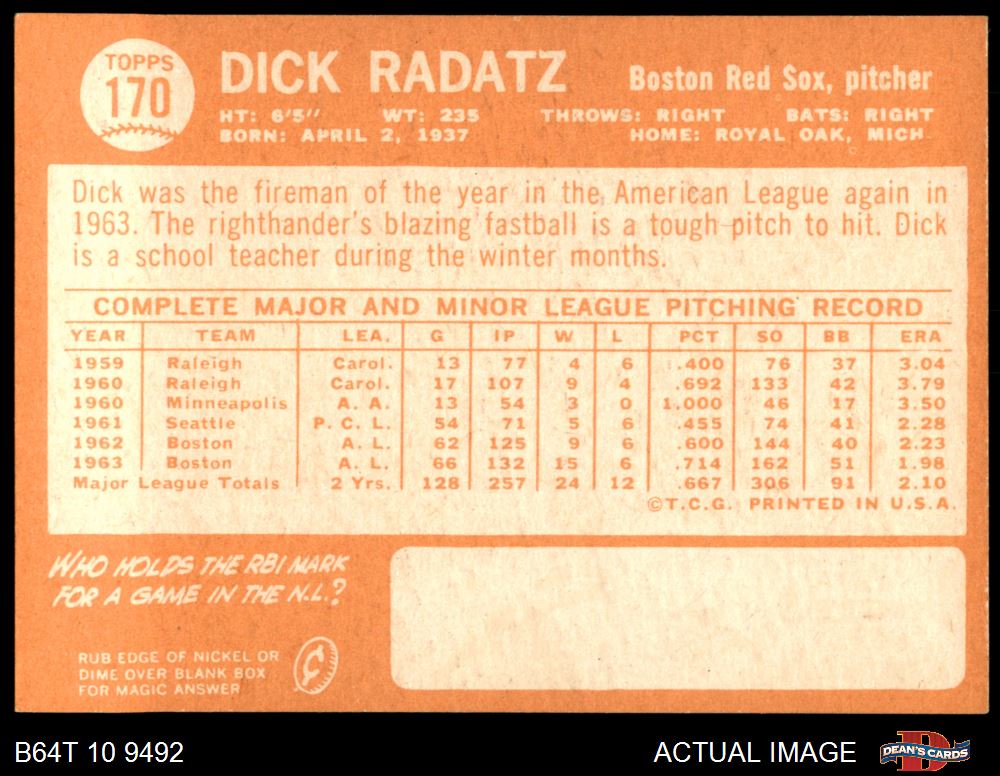 TOPPS
170
DICK RADATZ
Boston Red Sox, pitcher
HT: 6'5" WT: 235 THROWS: RIGHT BATS: RIGHT
BORN: APRIL 2, 1937 HOME: ROYAL OAK, MICH.
Dick was the fireman of the year in the American League again in
1963. The righthander's blazing fastball is a tough pitch to hit. Dick
is a school teacher during the winter months.
COMPLETE MAJOR AND MINOR LEAGUE PITCHING RECORD
YEAR TEAM LEA. G IP W L PCT SO BB ERA
1959 Raleigh Carol. 13 77 4 6 .400 76 37 3.04
1960 Raleigh Carol. 17 107 9 4 .692 133 42 3.79
1960 Minneapolis A. A. 13 54 3 0 1.000 46 17 3.50
1961 Seattle P. C. L. 54 71 5 6 .455 74 41 2.28
1962 Boston A. L. 62 125 9 6 .600 144 40 2.23
1963 Boston A. L. 66 132 15 6 .714 162 51 1.98
Major League Totals 2 Yrs. 128 257 24 12 .667 306 91 2.10
©T.C.G. PRINTED IN U.S.A.
WHO HOLDS THE RBI MARK
FOR A GAME IN THE N.L.?
RUB EDGE OF NICKEL OR
DIME OVER BLANK BOX
FOR MAGIC ANSWER
¢
B64T 10 9492
ACTUAL IMAGE
D
DEAN'S CARDS